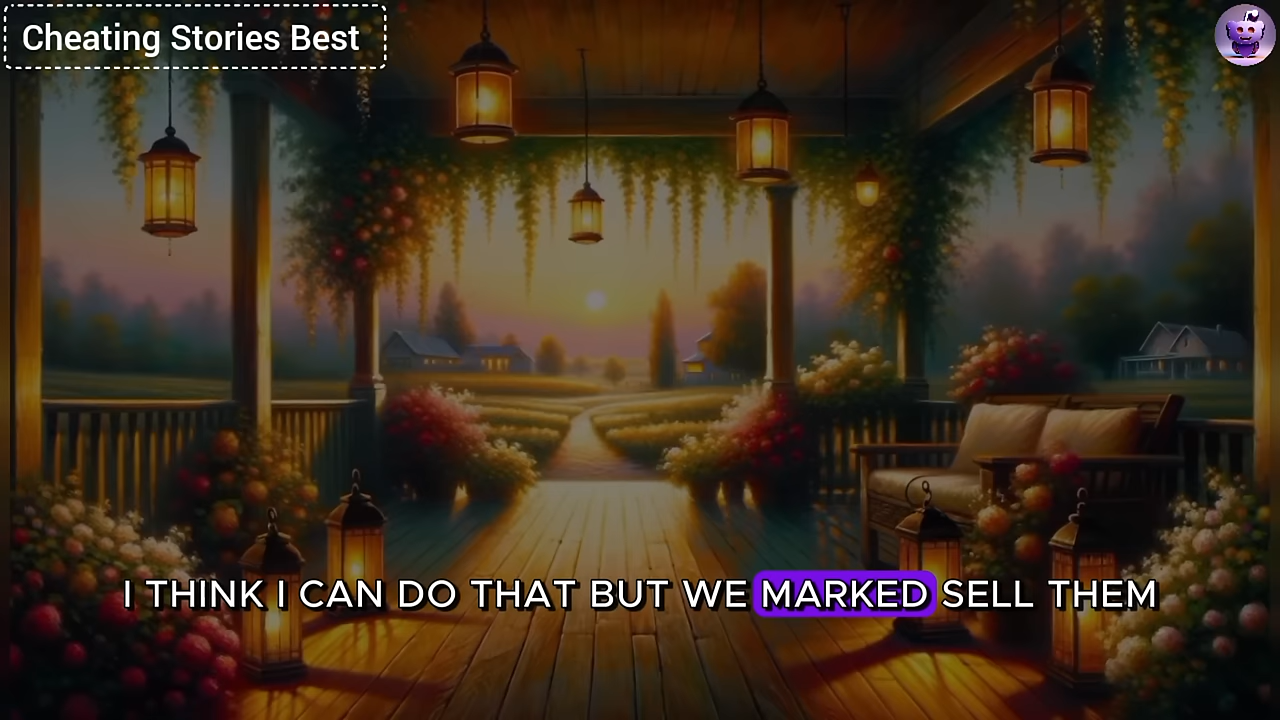 Cheating Stories Best
I THINK I CAN DO THAT BUT WE MARKED SELL THEM